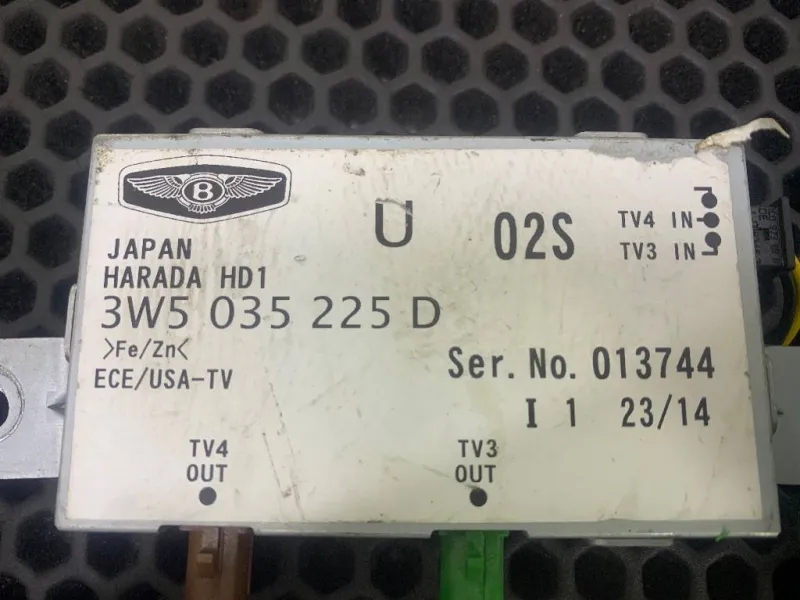 B
U 02S
TV4 IN
TV3 IN
JAPAN
HARADA HD1
3W5 035 225 D
>Fe/Zn<
ECE/USA-TV
Ser. No. 013744
I 1 23/14
TV4 OUT
TV3 OUT